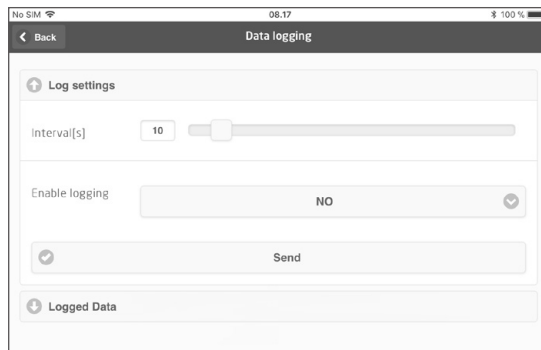 No SIM 08.17 100 %
Back Data logging
Log settings
Interval[s] 10
Enable logging NO
Send
Logged Data